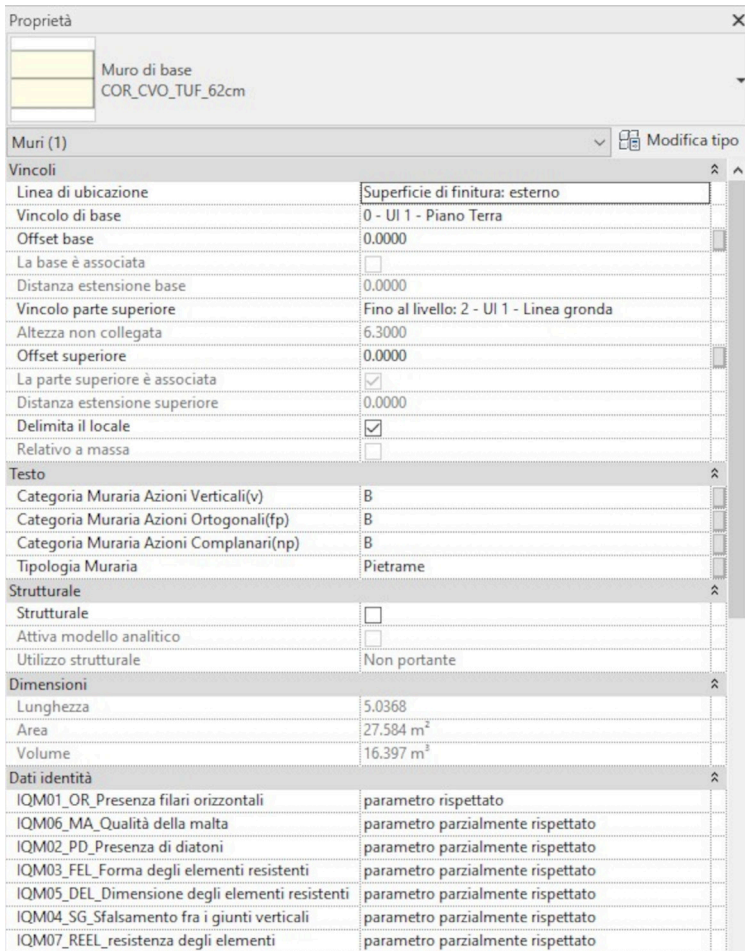 Proprietà
Muro di base
COR_CVO_TUF_62cm
Muri (1)
Modifica tipo
Vincoli
Linea di ubicazione Superficie di finitura: esterno
Vincolo di base 0 - UI 1 - Piano Terra
Offset base 0.0000
La base è associata
Distanza estensione base 0.0000
Vincolo parte superiore Fino al livello: 2 - UI 1 - Linea gronda
Altezza non collegata 6.3000
Offset superiore 0.0000
La parte superiore è associata
Distanza estensione superiore 0.0000
Delimita il locale
Relativo a massa
Testo
Categoria Muraria Azioni Verticali(v) B
Categoria Muraria Azioni Ortogonali(fp) B
Categoria Muraria Azioni Complanari(np) B
Tipologia Muraria Pietrame
Strutturale
Strutturale
Attiva modello analitico
Utilizzo strutturale Non portante
Dimensioni
Lunghezza 5.0368
Area 27.584 m²
Volume 16.397 m³
Dati identità
IQM01_OR_Presenza filari orizzontali parametro rispettato
IQM06_MA_Qualità della malta parametro parzialmente rispettato
IQM02_PD_Presenza di diatoni parametro parzialmente rispettato
IQM03_FEL_Forma degli elementi resistenti parametro parzialmente rispettato
IQM05_DEL_Dimensione degli elementi resistenti parametro parzialmente rispettato
IQM04_SG_Sfalsamento fra i giunti verticali parametro parzialmente rispettato
IQM07_REEL_resistenza degli elementi parametro parzialmente rispettato